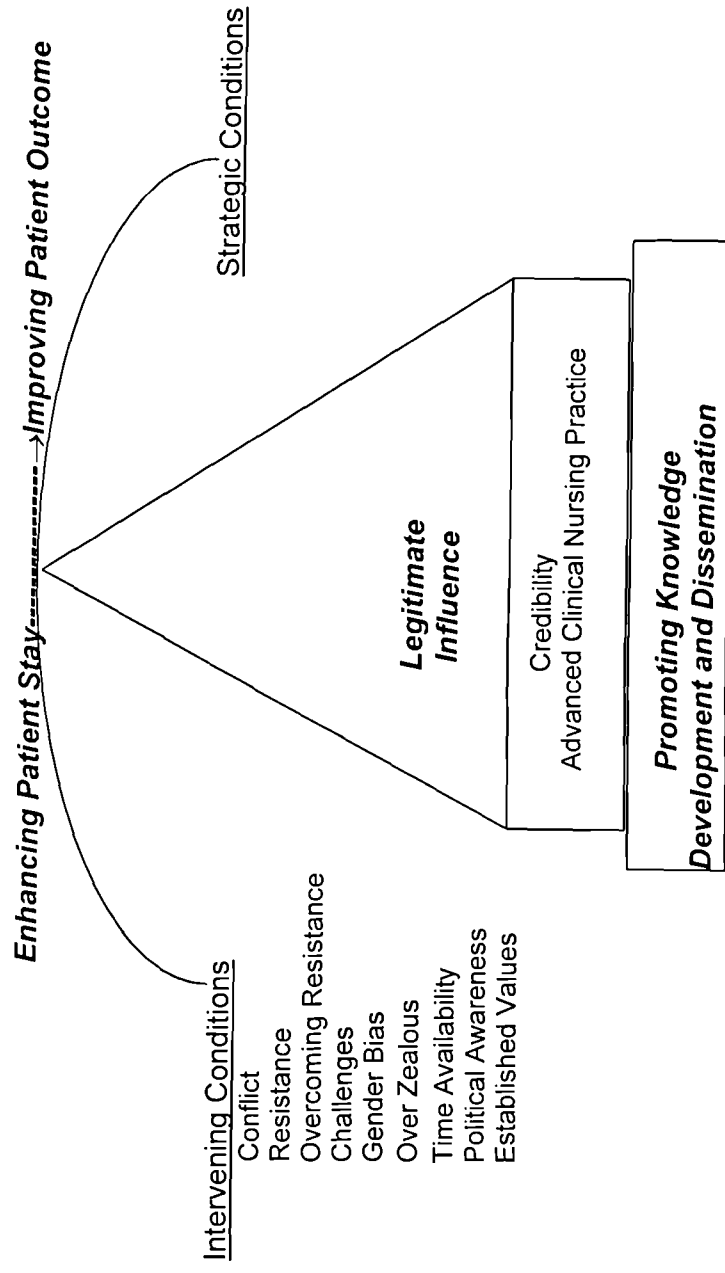 Enhancing Patient Stay---------→Improving Patient Outcome
Intervening Conditions
Conflict
Resistance
Overcoming Resistance
Challenges
Gender Bias
Over Zealous
Time Availability
Political Awareness
Established Values
Strategic Conditions
Legitimate
Influence
Credibility
Advanced Clinical Nursing Practice
Promoting Knowledge
Development and Dissemination